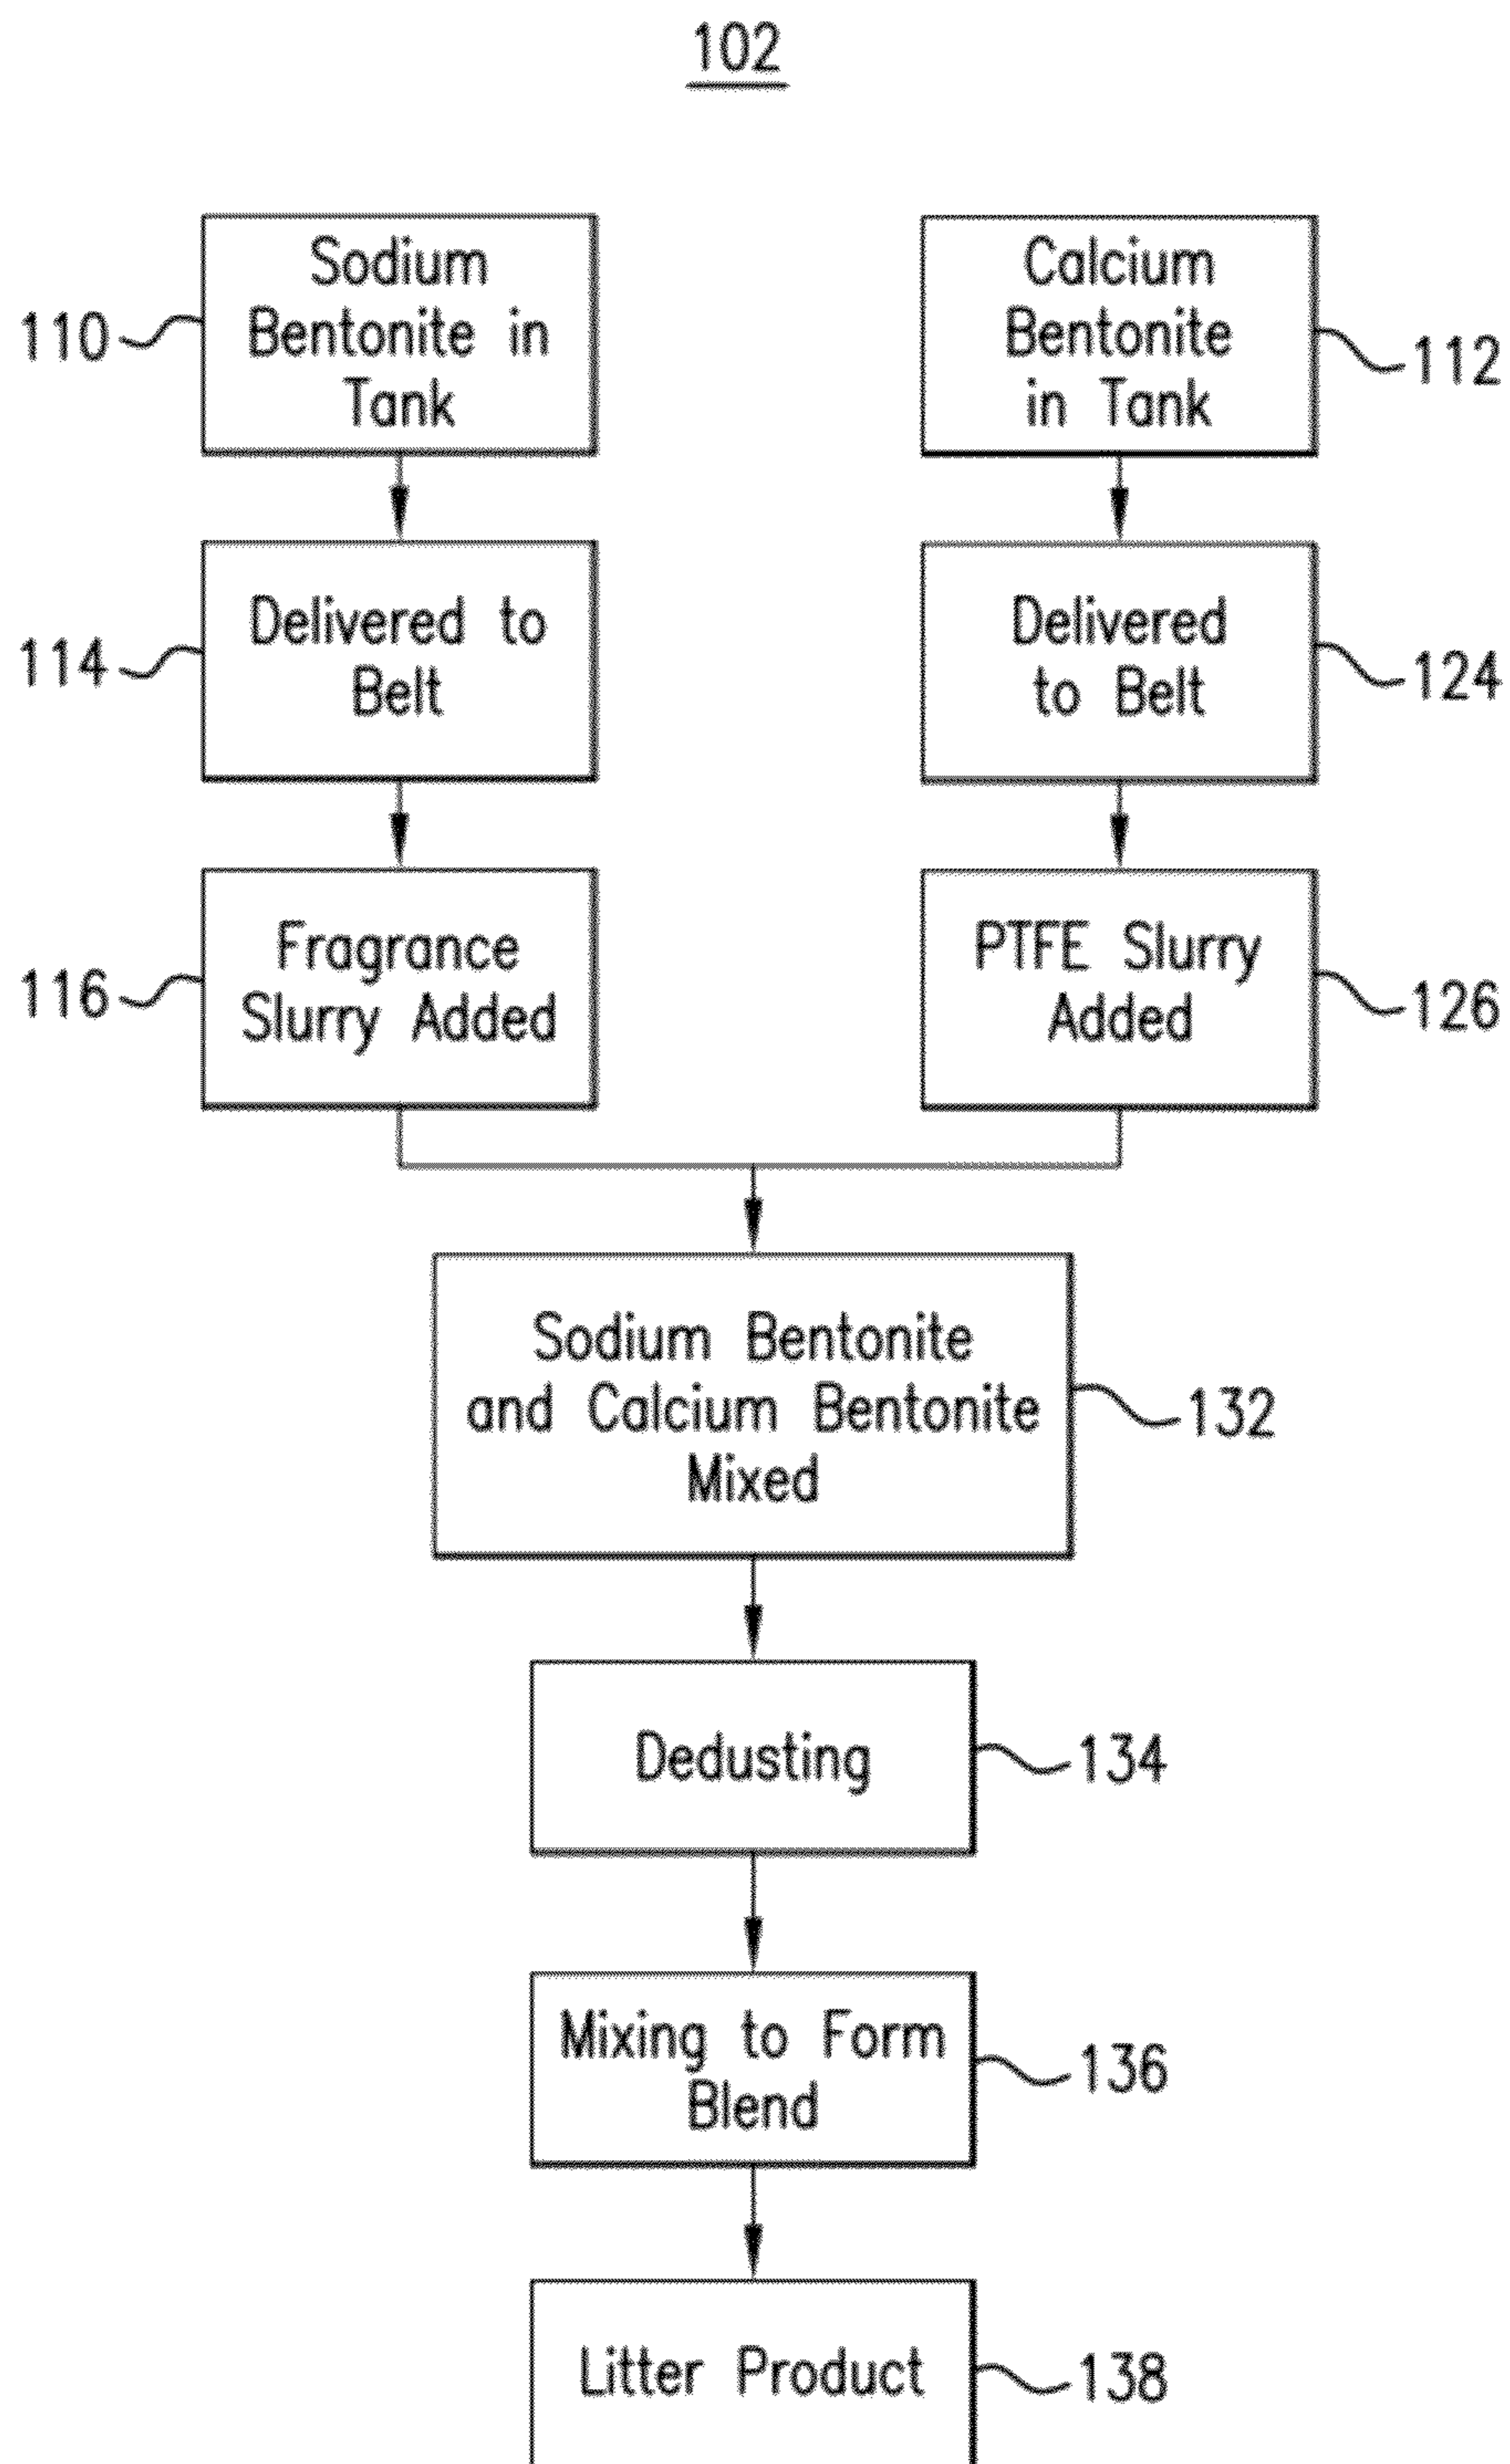 102
Sodium
Bentonite in
Tank
110
Calcium
Bentonite
in Tank
112
Delivered to
Belt
114
Delivered
to Belt
124
Fragrance
Slurry Added
116
PTFE Slurry
Added
126
Sodium Bentonite
and Calcium Bentonite
Mixed
132
Dedusting
134
Mixing to Form
Blend
136
Litter Product
138